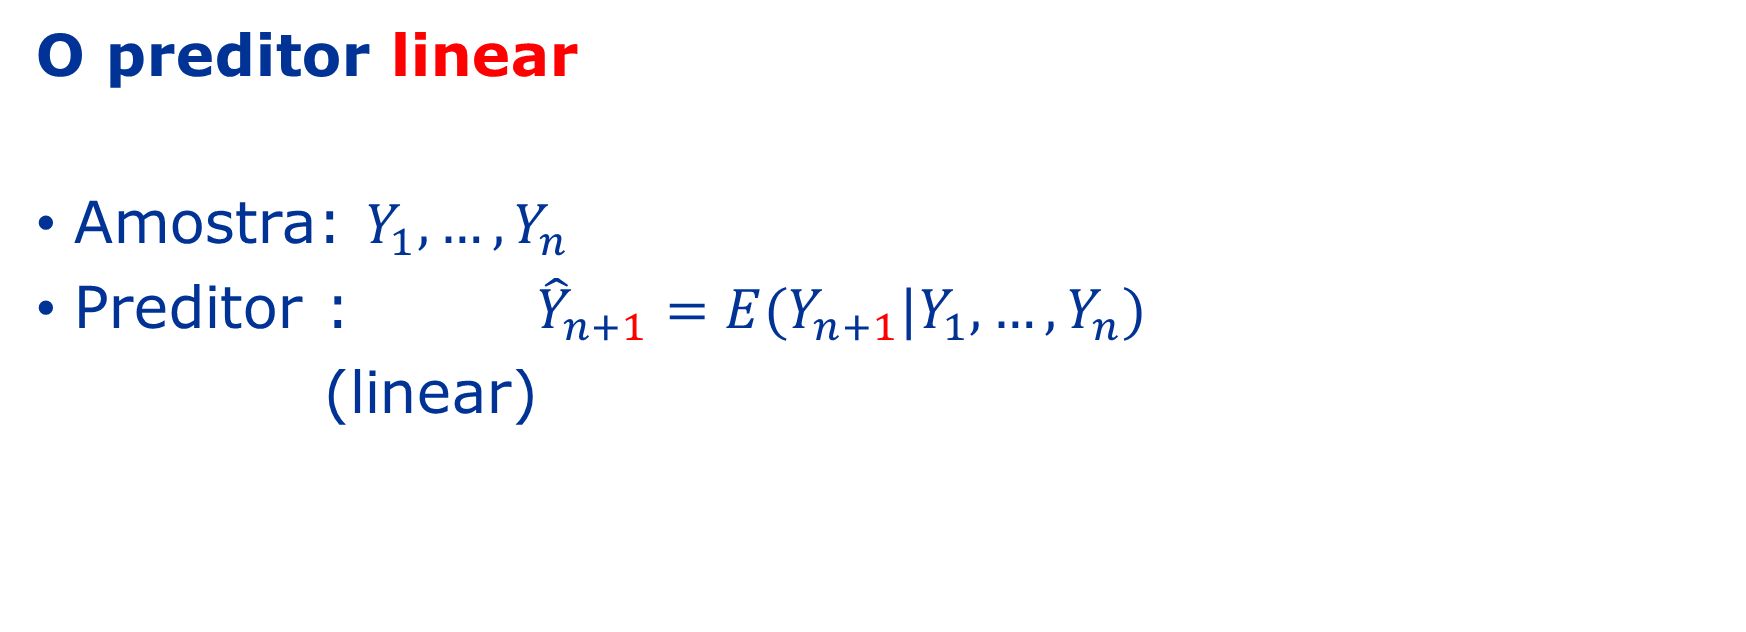 O preditor linear
• Amostra: Y₁, … , Yₙ
• Preditor : Ŷₙ₊₁ = E(Yₙ₊₁|Y₁, … , Yₙ)
(linear)